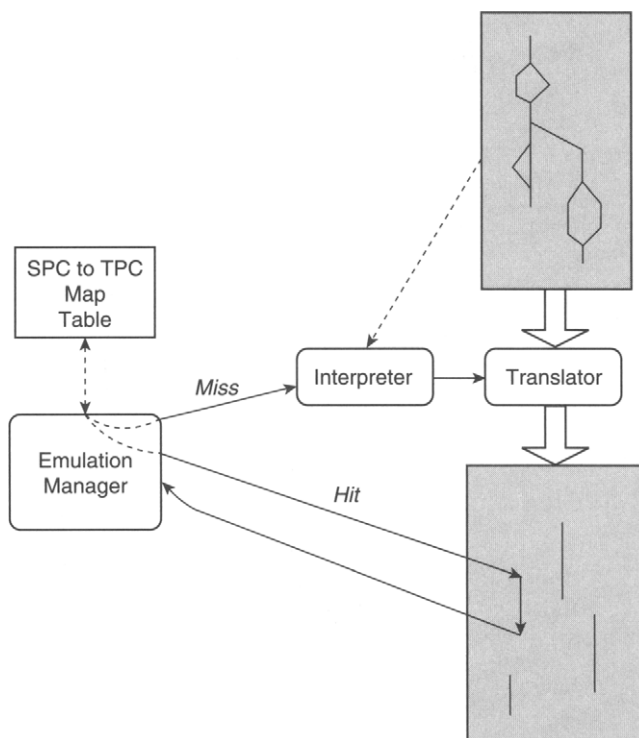 SPC to TPC
Map
Table
Miss
Interpreter
Translator
Emulation
Manager
Hit